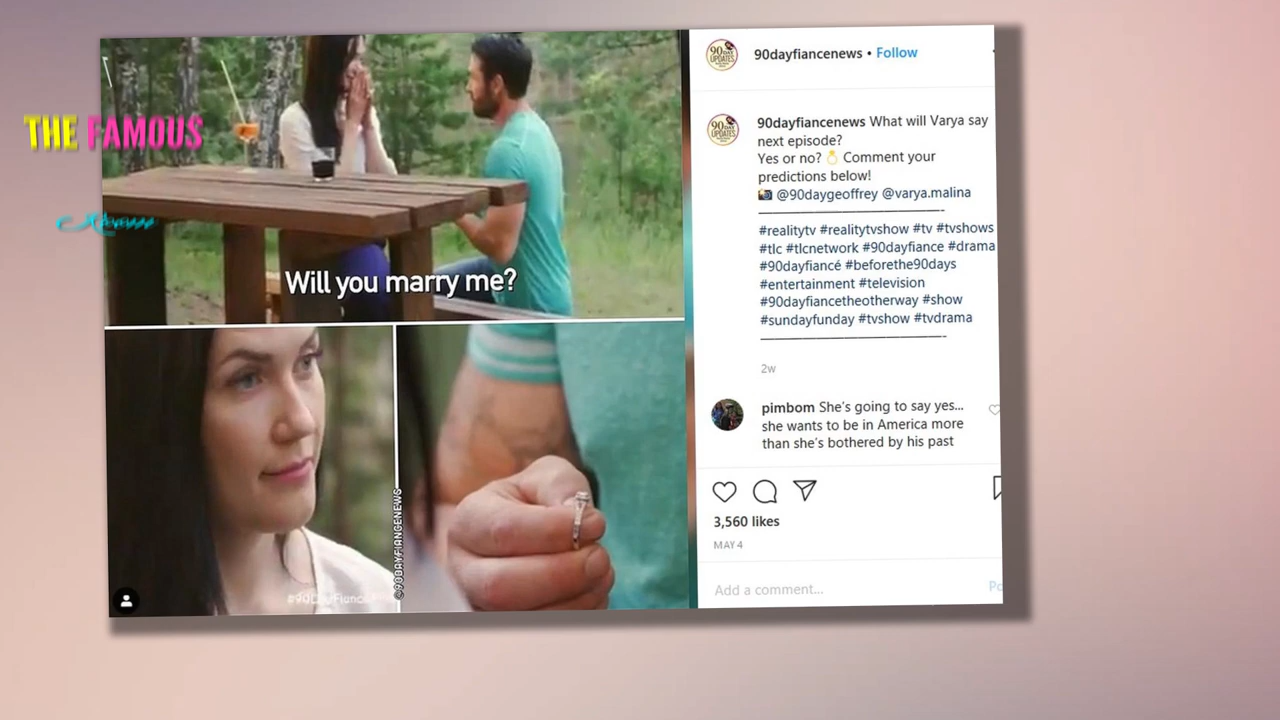 THE FAMOUS
Will you marry me?
©90DAYFIANCENEWS
90dayfiancenews • Follow
90dayfiancenews What will Varya say
next episode?
Yes or no? 💍 Comment your
predictions below!
📸 @90daygeoffrey @varya.malina
#realitytv #realitytvshow #tv #tvshows
#tlc #tlcnetwork #90dayfiance #drama
#90dayfiancé #beforethe90days
#entertainment #television
#90dayfiancetheotherway #show
#sundayfunday #tvshow #tvdrama
2w
pimbom She's going to say yes...
she wants to be in America more
than she's bothered by his past
3,560 likes
MAY 4
Add a comment...